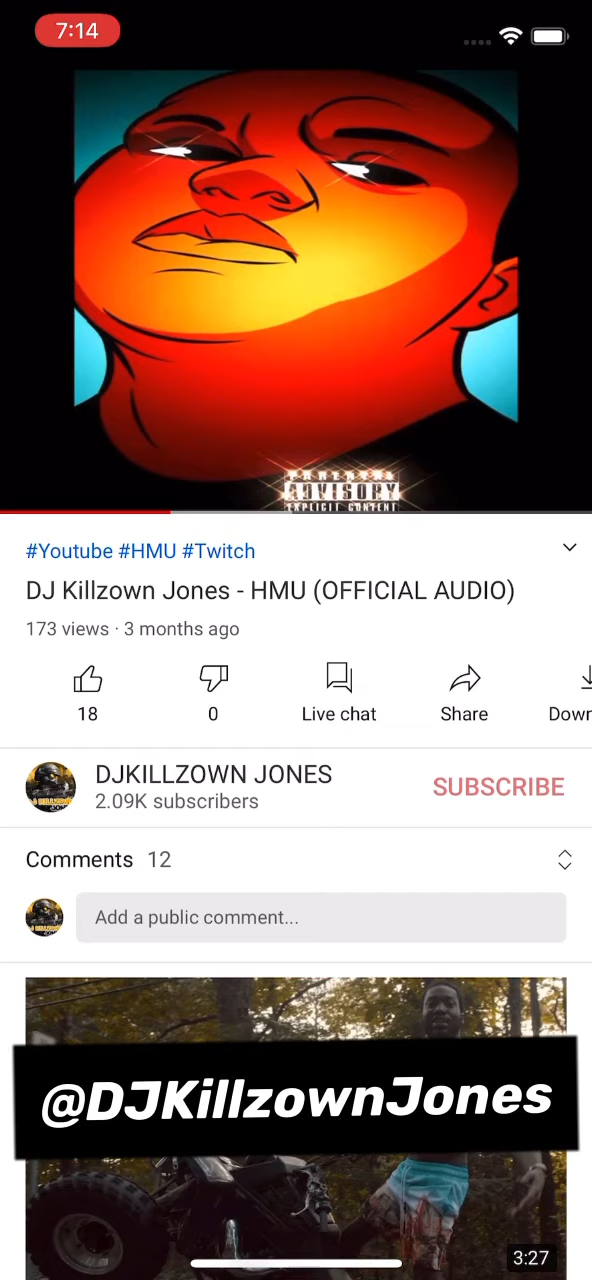 7:14
PARENTAL
ADVISORY
EXPLICIT CONTENT
#Youtube #HMU #Twitch
DJ Killzown Jones - HMU (OFFICIAL AUDIO)
173 views · 3 months ago
18
0
Live chat
Share
Down
DJKILLZOWN JONES
2.09K subscribers
SUBSCRIBE
Comments 12
Add a public comment...
@DJKillzownJones
3:27